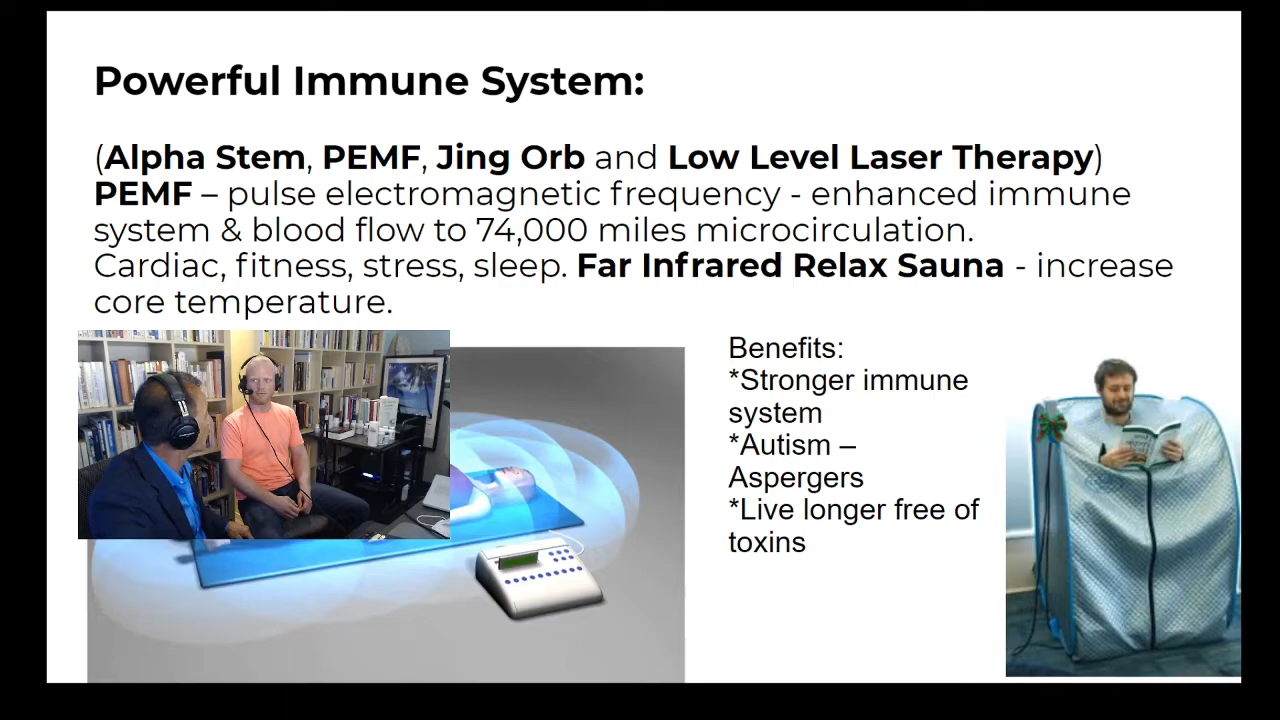 Powerful Immune System:
(Alpha Stem, PEMF, Jing Orb and Low Level Laser Therapy)
PEMF – pulse electromagnetic frequency - enhanced immune
system & blood flow to 74,000 miles microcirculation.
Cardiac, fitness, stress, sleep. Far Infrared Relax Sauna - increase
core temperature.
Benefits:
*Stronger immune
system
*Autism –
Aspergers
*Live longer free of
toxins